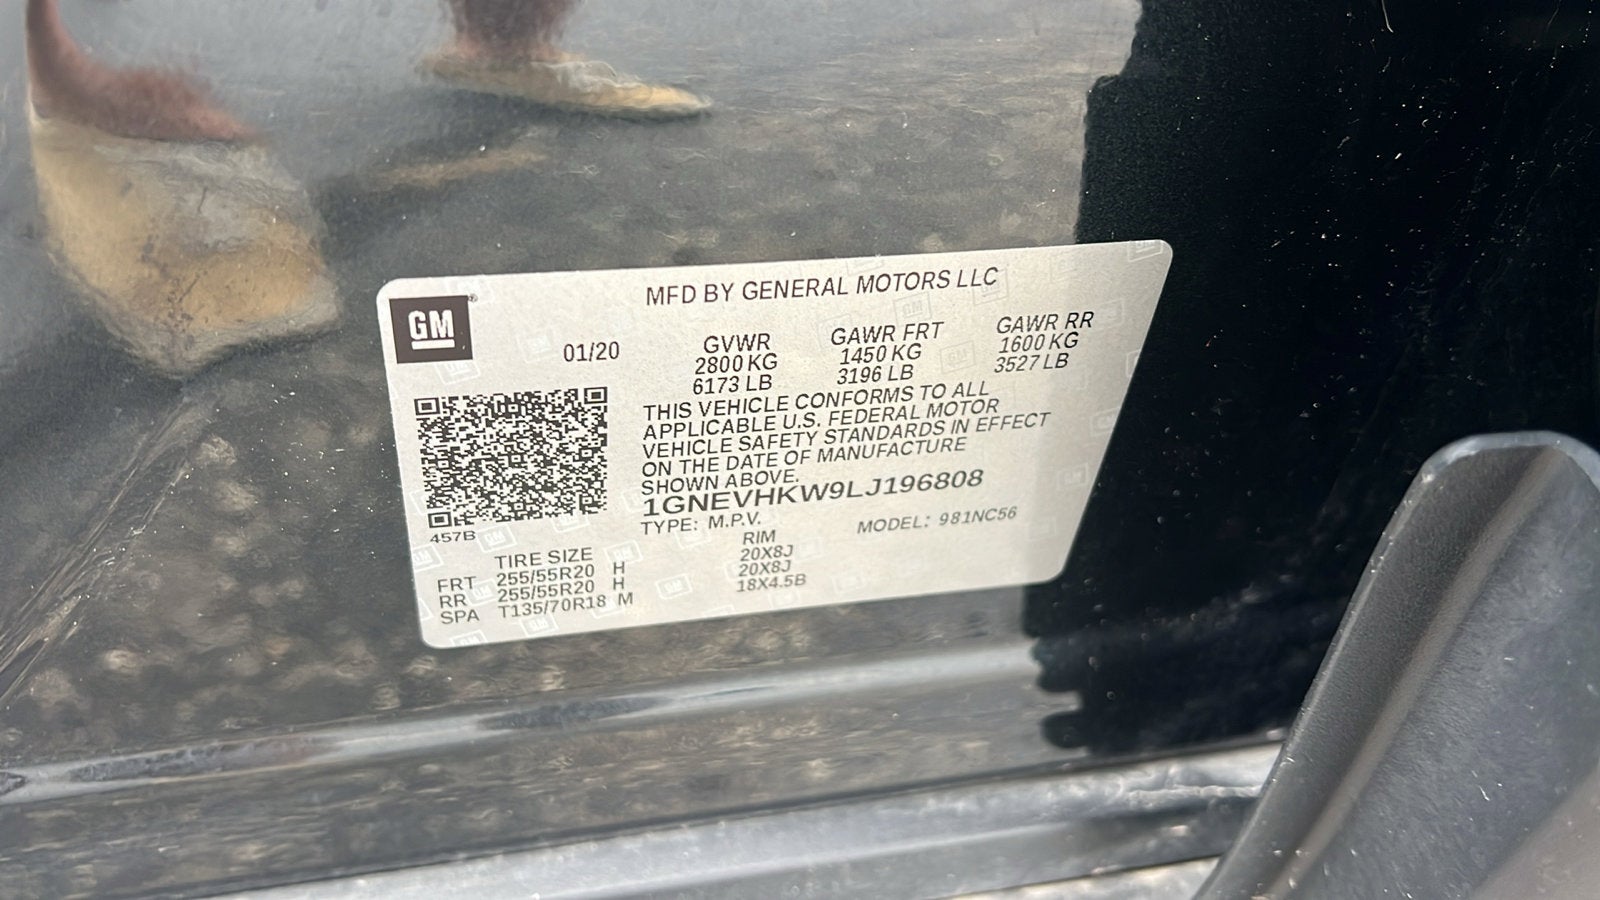 MFD BY GENERAL MOTORS LLC
GM
01/20
GVWR
2800 KG
6173 LB
GAWR FRT
1450 KG
3196 LB
GAWR RR
1600 KG
3527 LB
THIS VEHICLE CONFORMS TO ALL
APPLICABLE U.S. FEDERAL MOTOR
VEHICLE SAFETY STANDARDS IN EFFECT
ON THE DATE OF MANUFACTURE
SHOWN ABOVE.
1GNEVHKW9LJ196808
TYPE: M.P.V. MODEL: 981NC56
457B
TIRE SIZE RIM
FRT 255/55R20 H 20X8J
RR 255/55R20 H 20X8J
SPA T135/70R18 M 18X4.5B